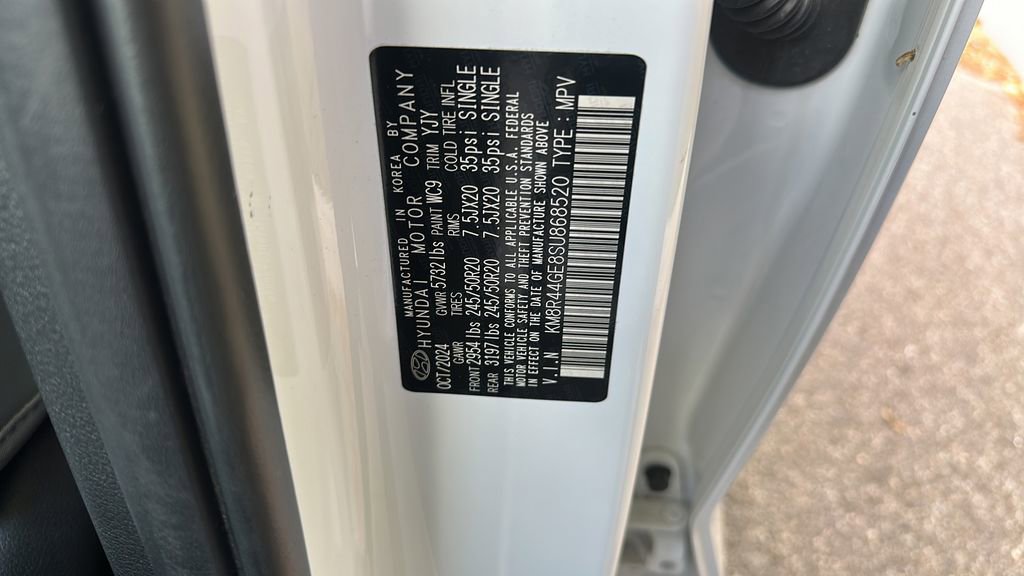 MANUFACTURED IN KOREA BY
HYUNDAI MOTOR COMPANY
OCT/2024 GVWR 5732 lbs PAINT WC9 TRIM YJY
GAWR TIRES RIMS COLD TIRE INFL
FRONT 2954 lbs 245/50R20 7.5JX20 35psi SINGLE
REAR 3197 lbs 245/50R20 7.5JX20 35psi SINGLE
THIS VEHICLE CONFORMS TO ALL APPLICABLE U.S.A. FEDERAL
MOTOR VEHICLE SAFETY AND THEFT PREVENTION STANDARDS
IN EFFECT ON THE DATE OF MANUFACTURE SHOWN ABOVE
V.I.N : KM8R44GE8SU868520 TYPE : MPV